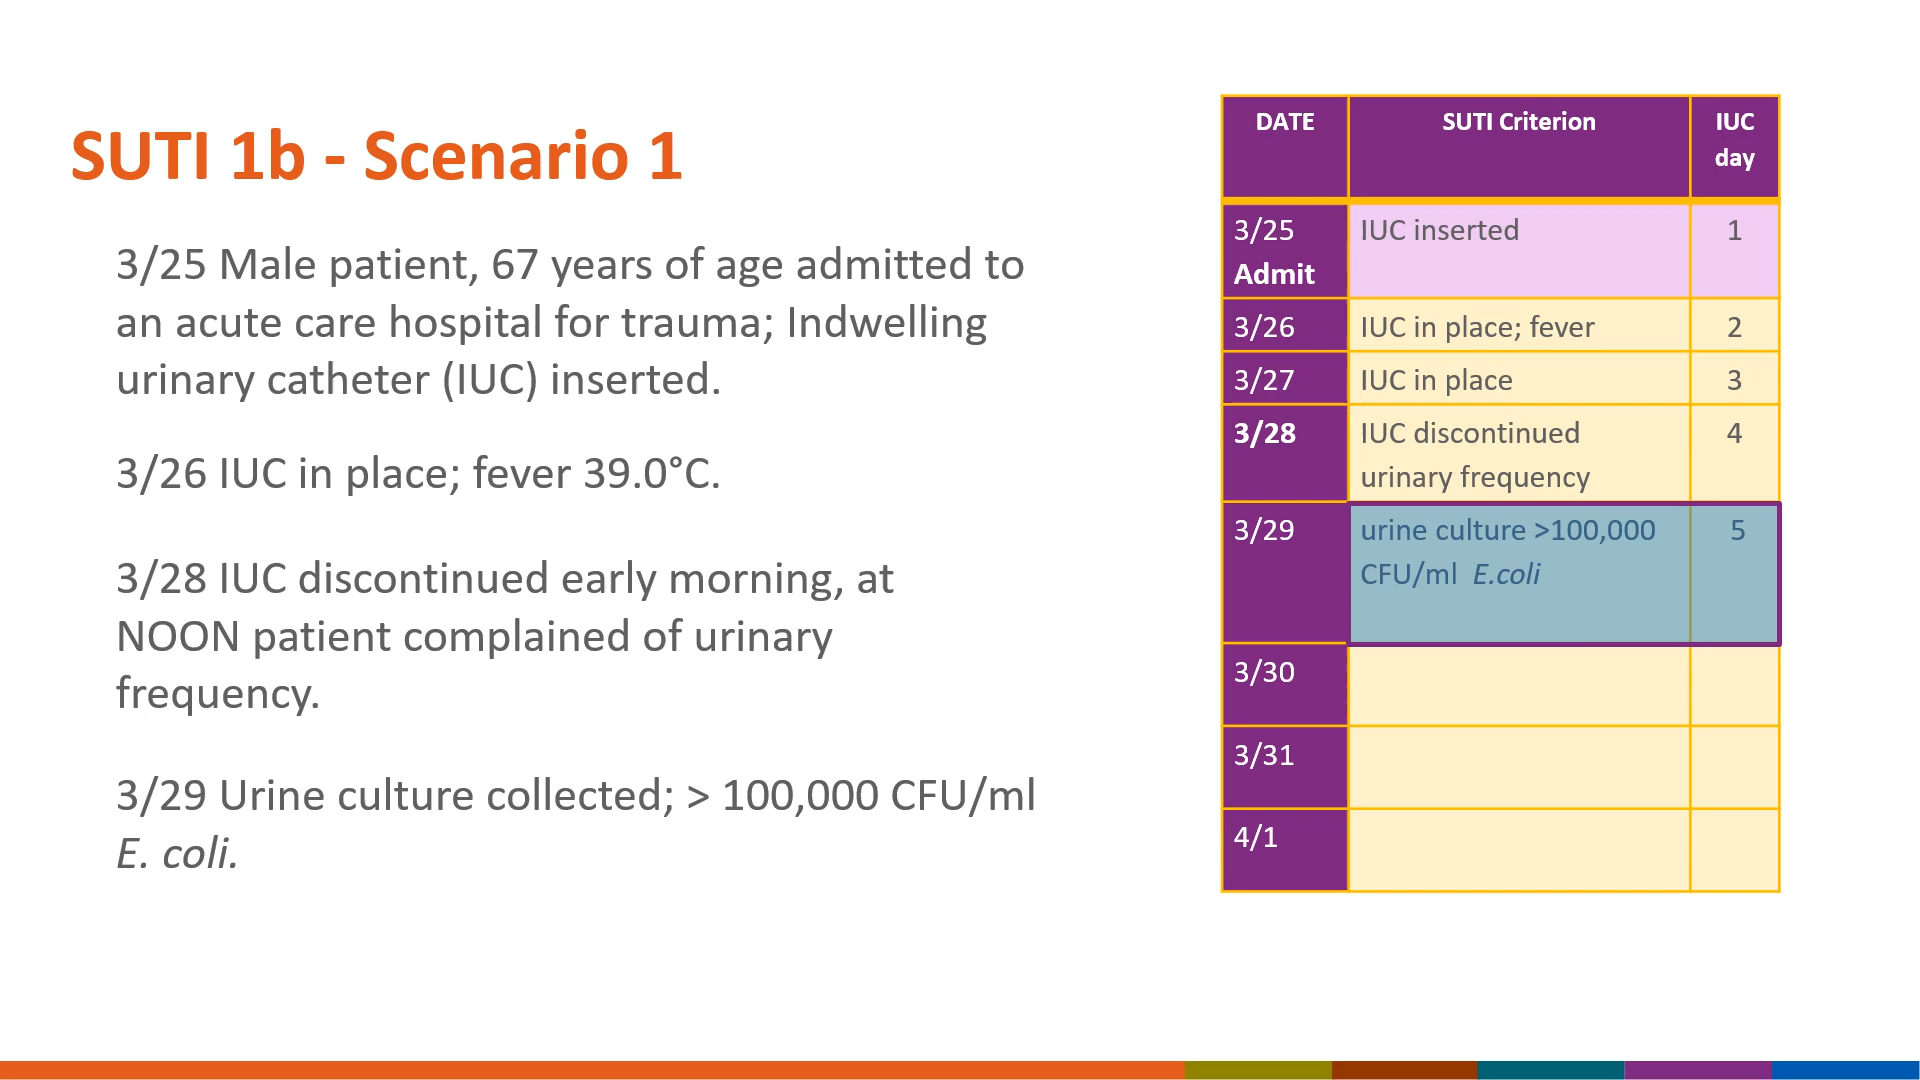 SUTI 1b - Scenario 1
3/25 Male patient, 67 years of age admitted to
an acute care hospital for trauma; Indwelling
urinary catheter (IUC) inserted.
3/26 IUC in place; fever 39.0°C.
3/28 IUC discontinued early morning, at
NOON patient complained of urinary
frequency.
3/29 Urine culture collected; > 100,000 CFU/ml
E. coli.
DATE SUTI Criterion IUC
day
3/25 IUC inserted 1
Admit
3/26 IUC in place; fever 2
3/27 IUC in place 3
3/28 IUC discontinued 4
urinary frequency
3/29 urine culture >100,000 5
CFU/ml E.coli
3/30
3/31
4/1